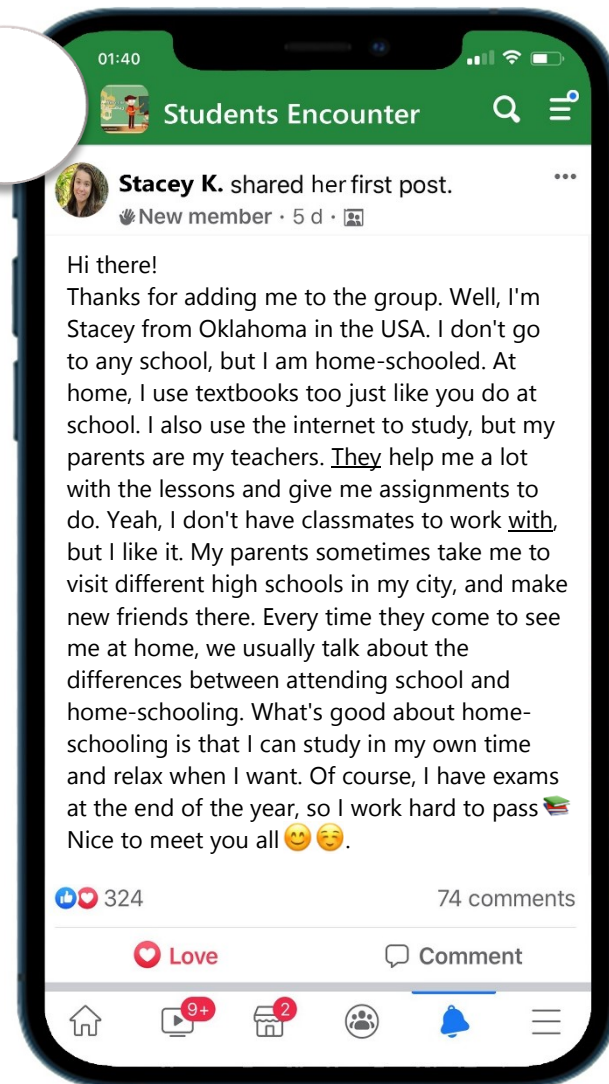 01:40
Students Encounter
Stacey K. shared her first post.
New member · 5 d ·
Hi there!
Thanks for adding me to the group. Well, I'm
Stacey from Oklahoma in the USA. I don't go
to any school, but I am home-schooled. At
home, I use textbooks too just like you do at
school. I also use the internet to study, but my
parents are my teachers. They help me a lot
with the lessons and give me assignments to
do. Yeah, I don't have classmates to work with,
but I like it. My parents sometimes take me to
visit different high schools in my city, and make
new friends there. Every time they come to see
me at home, we usually talk about the
differences between attending school and
home-schooling. What's good about home-
schooling is that I can study in my own time
and relax when I want. Of course, I have exams
at the end of the year, so I work hard to pass 📚
Nice to meet you all 😊 ☺️.
324 74 comments
Love Comment
9+ 2